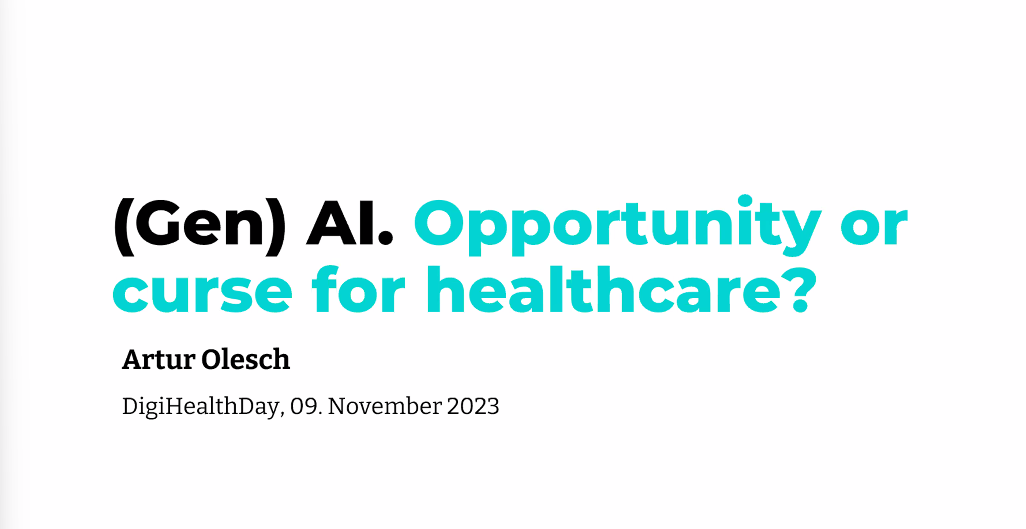 (Gen) AI. Opportunity or
curse for healthcare?
Artur Olesch
DigiHealthDay, 09. November 2023